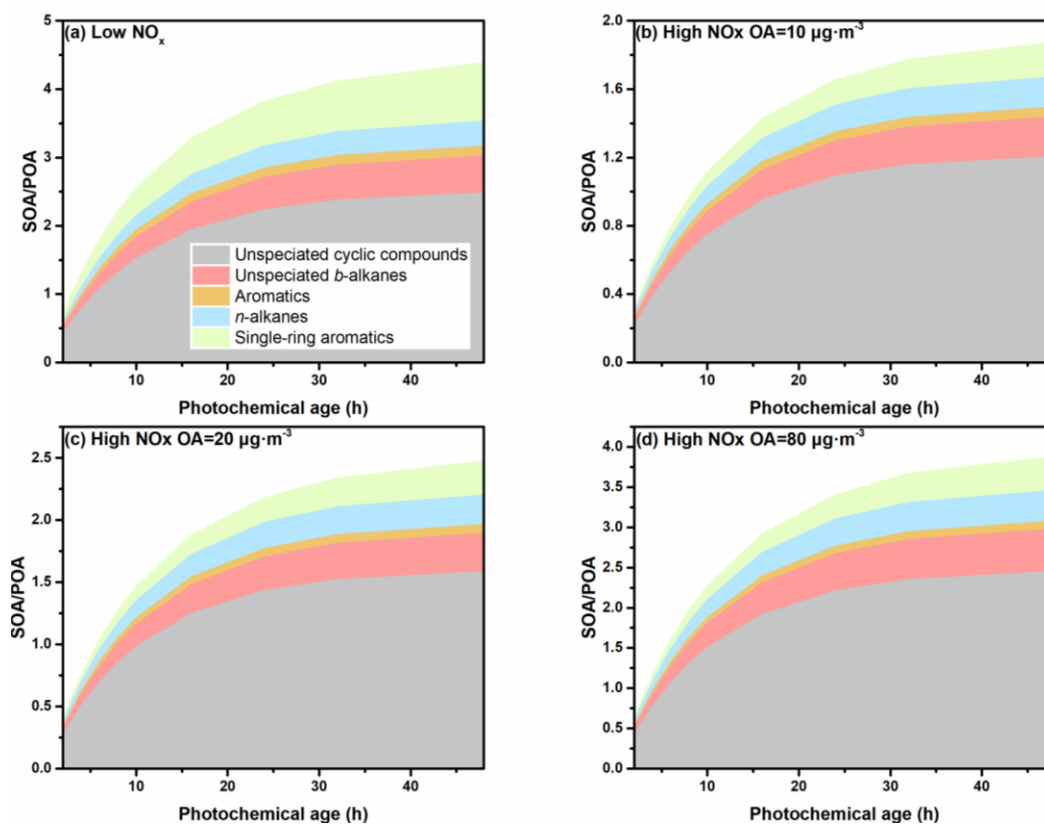 (a) Low NOx
5
4
3
2
1
0
SOA/POA
Unspeciated cyclic compounds
Unspeciated b-alkanes
Aromatics
n-alkanes
Single-ring aromatics
10 20 30 40
Photochemical age (h)
(b) High NOx OA=10 µg·m-3
2.0
1.6
1.2
0.8
0.4
0.0
SOA/POA
10 20 30 40
Photochemical age (h)
(c) High NOx OA=20 µg·m-3
2.5
2.0
1.5
1.0
0.5
0.0
SOA/POA
10 20 30 40
Photochemical age (h)
(d) High NOx OA=80 µg·m-3
4.0
3.5
3.0
2.5
2.0
1.5
1.0
0.5
0.0
SOA/POA
10 20 30 40
Photochemical age (h)